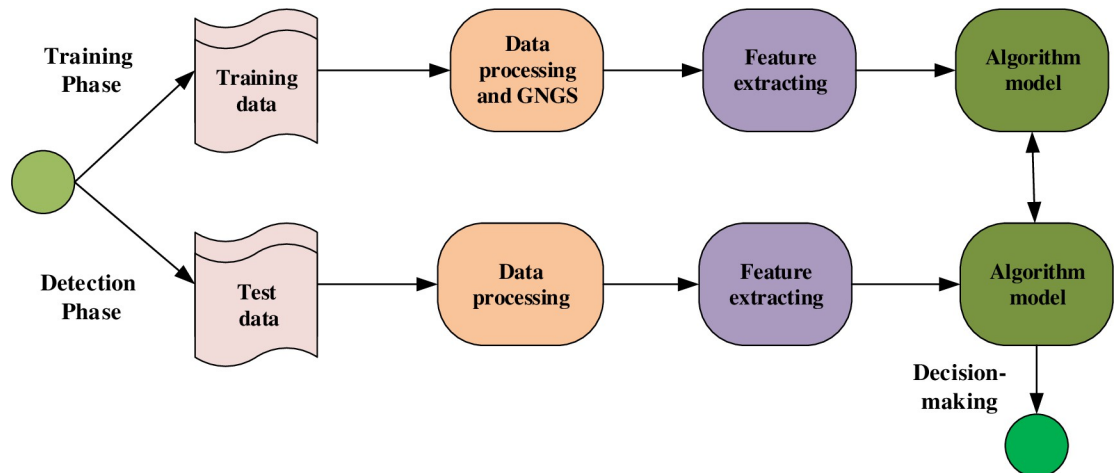 Training
Phase
Training
data
Data
processing
and GNGS
Feature
extracting
Algorithm
model
Detection
Phase
Test
data
Data
processing
Feature
extracting
Algorithm
model
Decision-
making